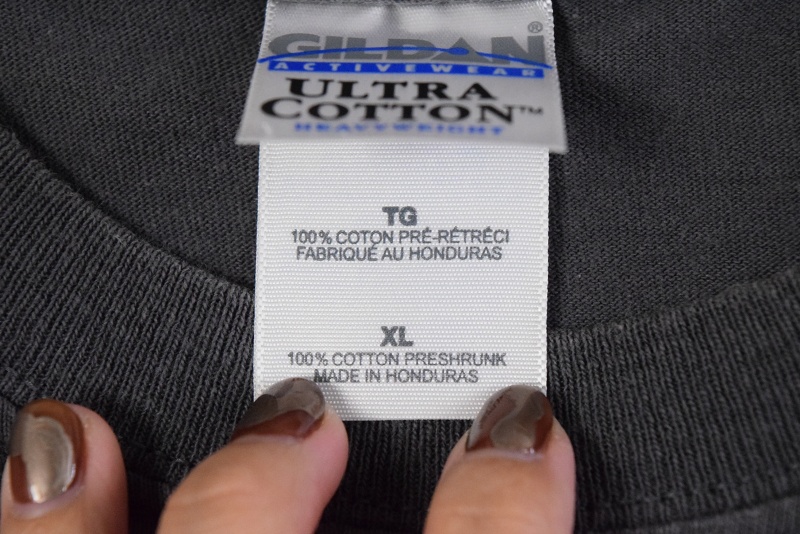 GILDAN®
ACTIVEWEAR
ULTRA
COTTON™
HEAVYWEIGHT
TG
100% COTON PRÉ-RÉTRÉCI
FABRIQUÉ AU HONDURAS
XL
100% COTTON PRESHRUNK
MADE IN HONDURAS